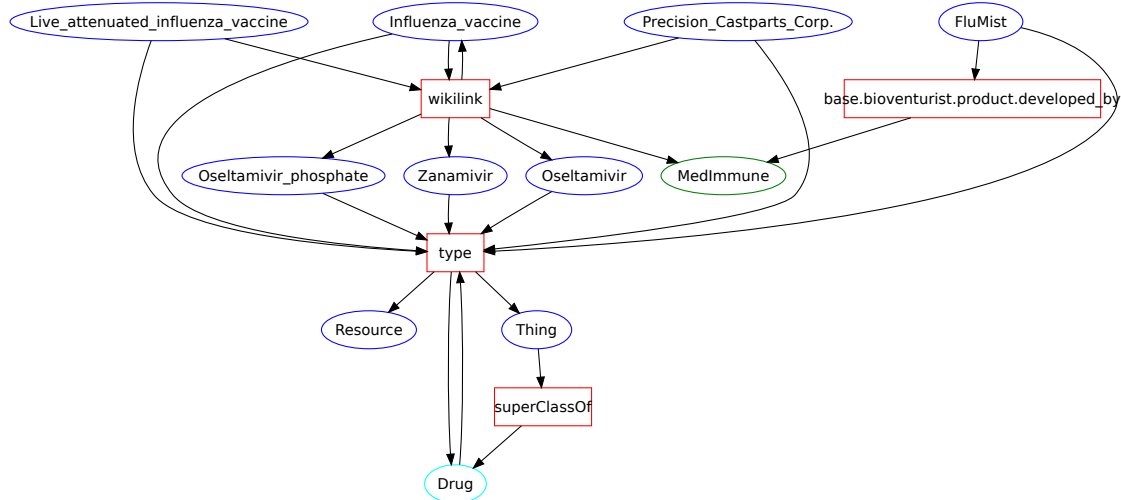 Live_attenuated_influenza_vaccine
Influenza_vaccine
Precision_Castparts_Corp.
FluMist
wikilink
base.bioventurist.product.developed_by
Oseltamivir_phosphate
Zanamivir
Oseltamivir
MedImmune
type
Resource
Thing
superClassOf
Drug